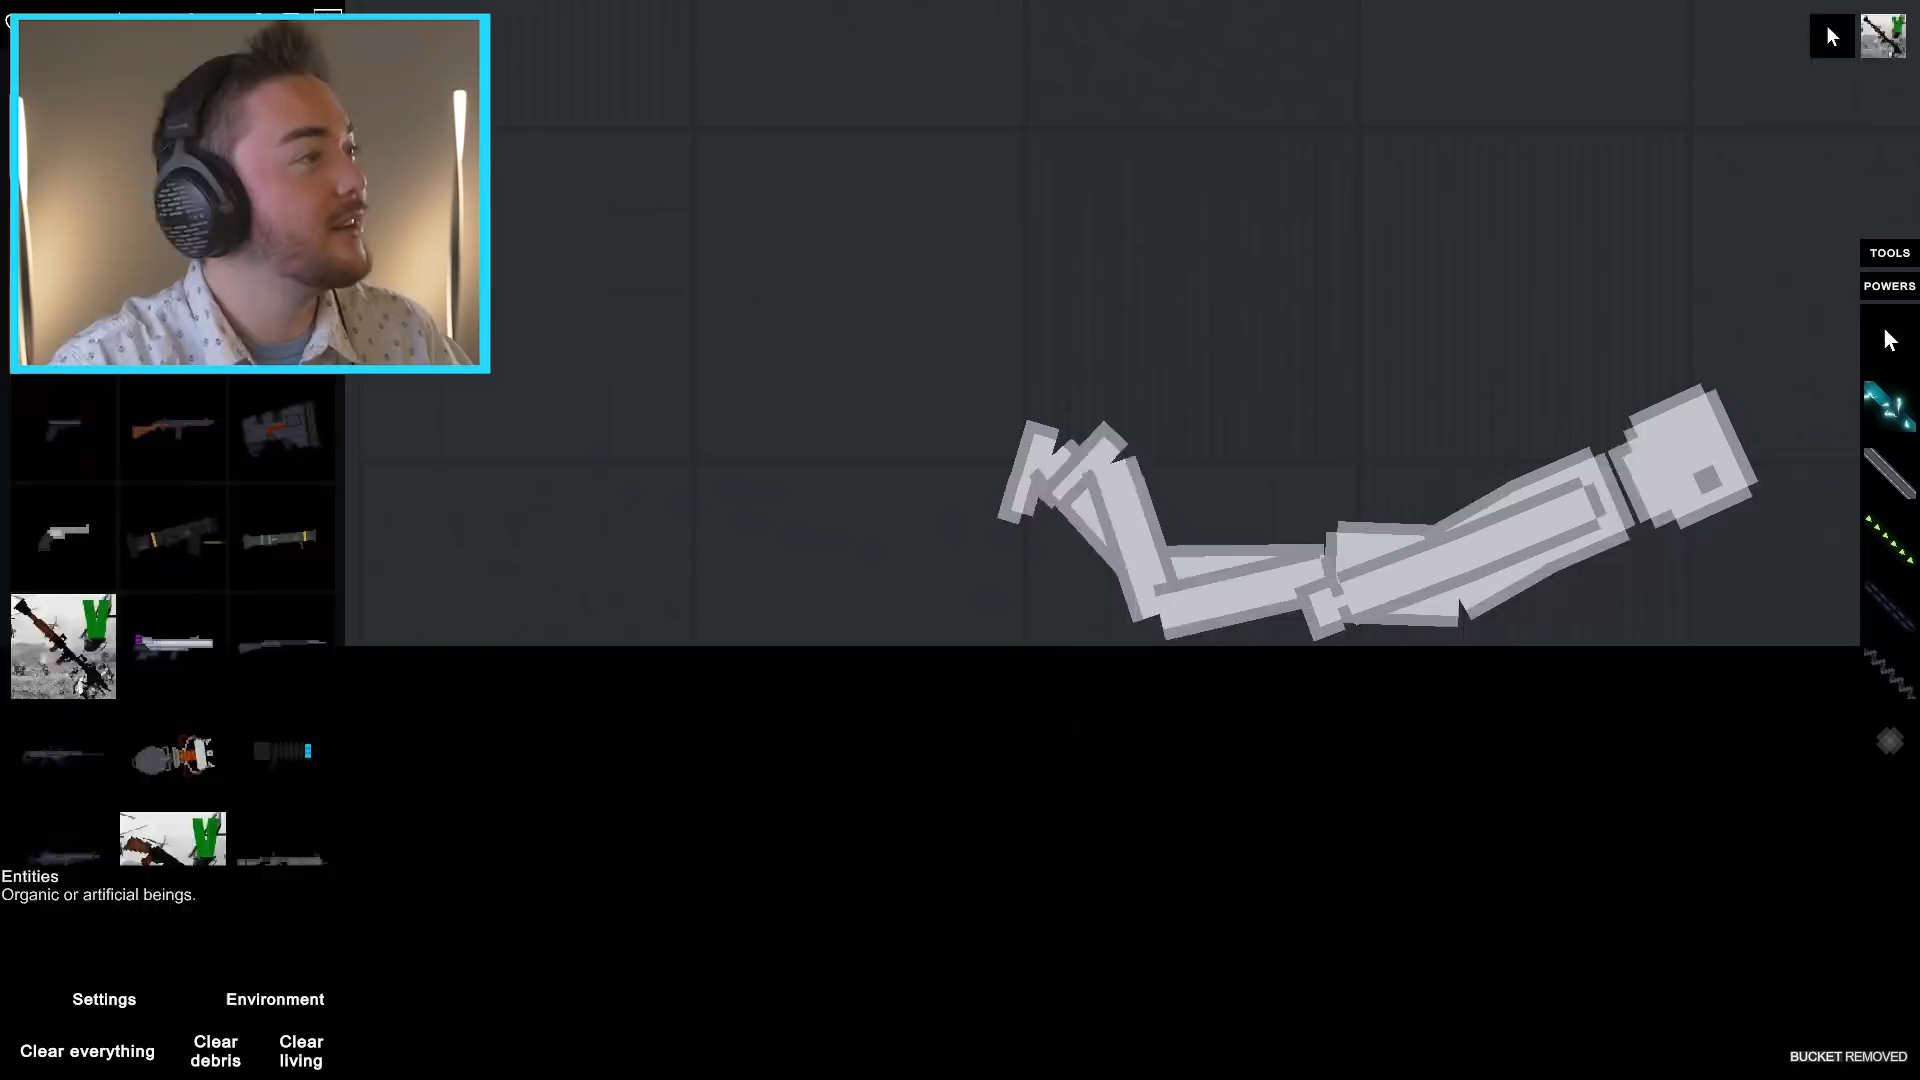 TOOLS
POWERS
Entities
Organic or artificial beings.
Settings
Environment
Clear everything
Clear
debris
Clear
living
BUCKET REMOVED